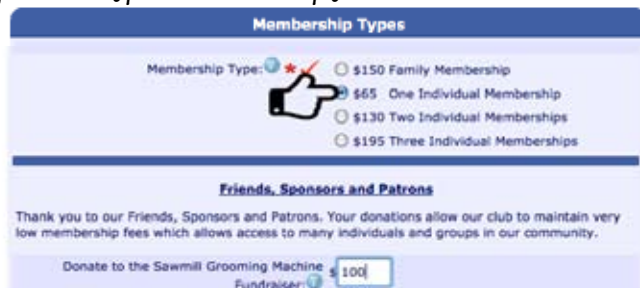 Membership Types
Membership Type: $150 Family Membership
$65 One Individual Membership
$130 Two Individual Memberships
$195 Three Individual Memberships
Friends, Sponsors and Patrons
Thank you to our Friends, Sponsors and Patrons. Your donations allow our club to maintain very
low membership fees which allows access to many individuals and groups in our community.
Donate to the Sawmill Grooming Machine $ 100
Fundraiser: